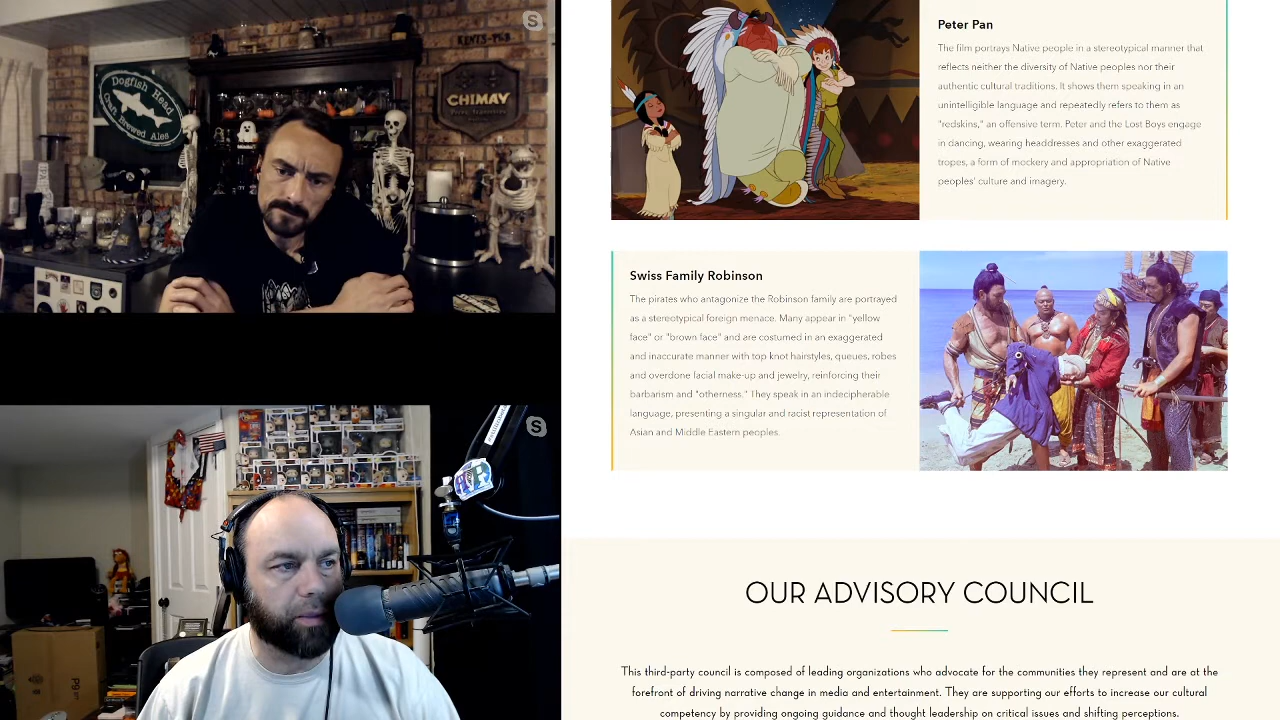 KENT'S PUB
Dogfish Head
Craft Brewed Ales
CHIMAY
IPA
S
S
pg
Peter Pan
The film portrays Native people in a stereotypical manner that
reflects neither the diversity of Native peoples nor their
authentic cultural traditions. It shows them speaking in an
unintelligible language and repeatedly refers to them as
"redskins," an offensive term. Peter and the Lost Boys engage
in dancing, wearing headdresses and other exaggerated
tropes, a form of mockery and appropriation of Native
peoples' culture and imagery.
Swiss Family Robinson
The pirates who antagonize the Robinson family are portrayed
as a stereotypical foreign menace. Many appear in "yellow
face" or "brown face" and are costumed in an exaggerated
and inaccurate manner with top knot hairstyles, queues, robes
and overdone facial make-up and jewelry, reinforcing their
barbarism and "otherness." They speak in an indecipherable
language, presenting a singular and racist representation of
Asian and Middle Eastern peoples.
OUR ADVISORY COUNCIL
This third-party council is composed of leading organizations who advocate for the communities they represent and are at the
forefront of driving narrative change in media and entertainment. They are supporting our efforts to increase our cultural
competency by providing ongoing guidance and thought leadership on critical issues and shifting perceptions.